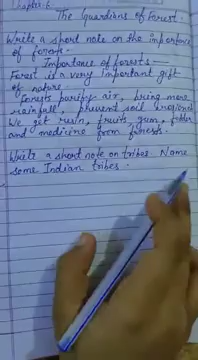 Chapter-6
The Guardians of Forest
Write a short note on the importance
of forests.
Importance of forests-
Forest is a very important gift
of nature.
Forests purify air, bring more
rainfall, prevent soil
We get resin, fruits, gum, fodder
and medicine from forests.
Write a short note on tribes. Name
some Indian tribes.